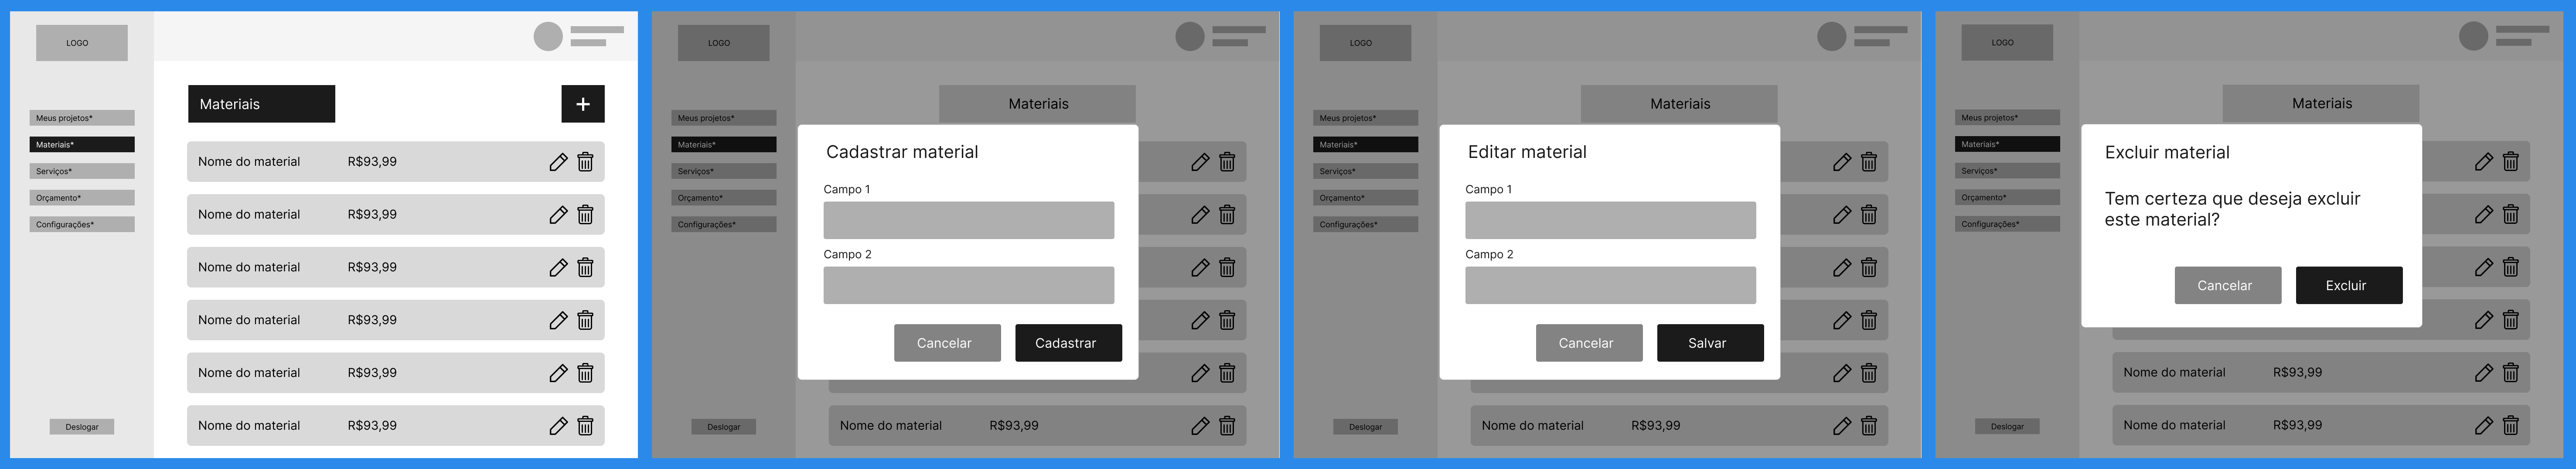 LOGO
Meus projetos*
Materiais*
Serviços*
Orçamento*
Configurações*
Deslogar
Materiais
+
Nome do material R$93,99
Nome do material R$93,99
Nome do material R$93,99
Nome do material R$93,99
Nome do material R$93,99
Nome do material R$93,99
LOGO
Meus projetos*
Materiais*
Serviços*
Orçamento*
Configurações*
Deslogar
Materiais
Cadastrar material
Campo 1
Campo 2
Cancelar Cadastrar
Nome do material R$93,99
LOGO
Meus projetos*
Materiais*
Serviços*
Orçamento*
Configurações*
Deslogar
Materiais
Editar material
Campo 1
Campo 2
Cancelar Salvar
Nome do material R$93,99
LOGO
Meus projetos*
Materiais*
Serviços*
Orçamento*
Configurações*
Deslogar
Materiais
Excluir material
Tem certeza que deseja excluir
este material?
Cancelar Excluir
Nome do material R$93,99
Nome do material R$93,99